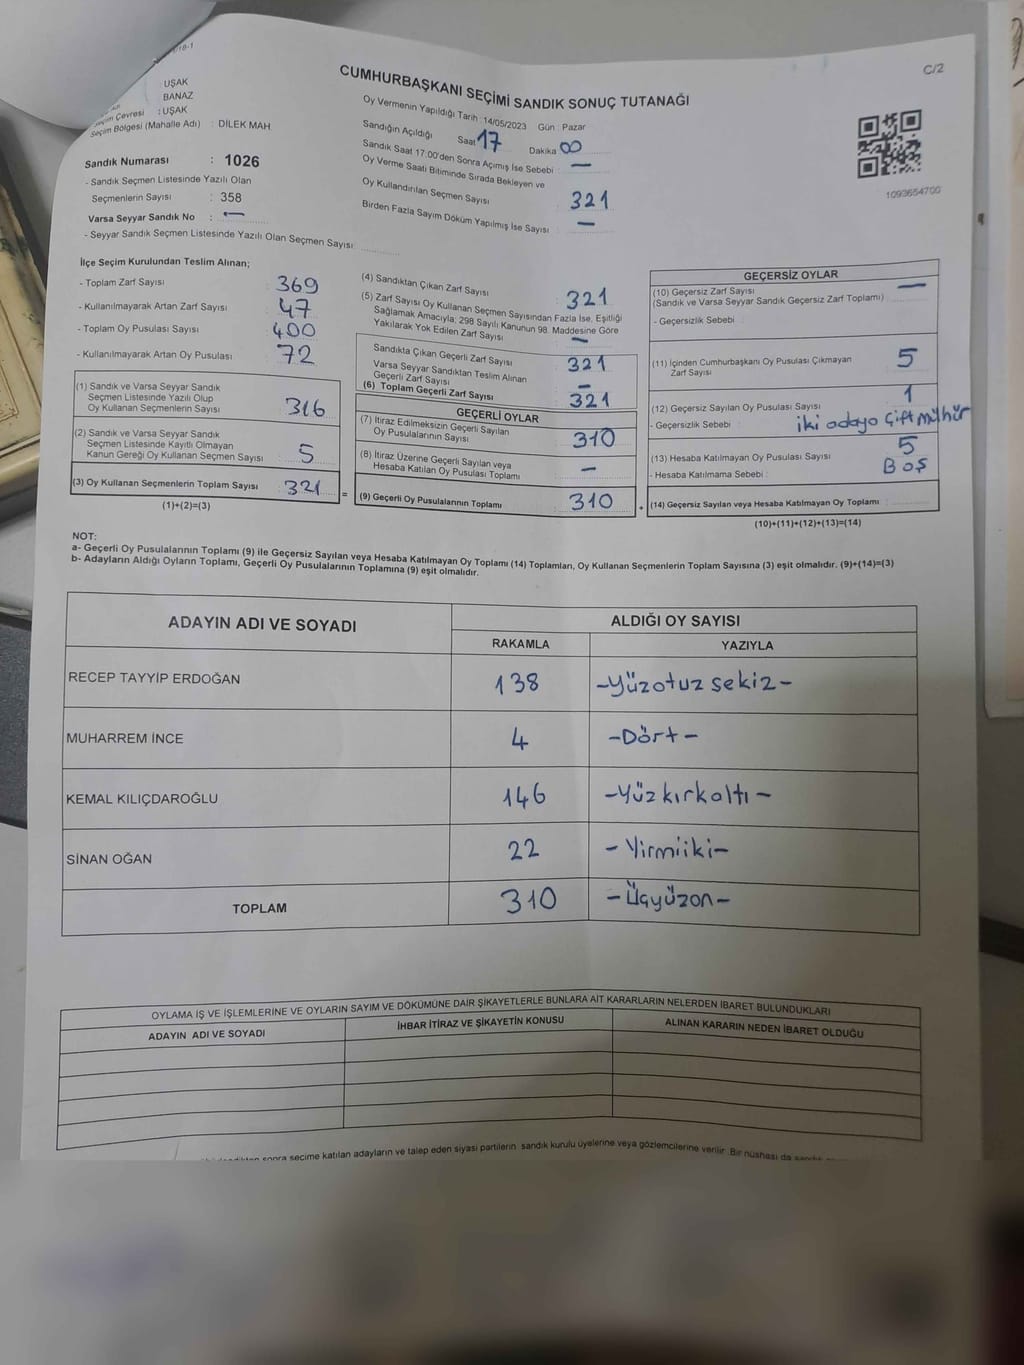 18-1
C/2
CUMHURBAŞKANI SEÇİMİ SANDIK SONUÇ TUTANAĞI
UŞAK
BANAZ
Seçim Çevresi : UŞAK
Seçim Bölgesi (Mahalle Adı) : DİLEK MAH.
Sandık Numarası : 1026
- Sandık Seçmen Listesinde Yazılı Olan
Seçmenlerin Sayısı : 358
Varsa Seyyar Sandık No : —
- Seyyar Sandık Seçmen Listesinde Yazılı Olan Seçmen Sayısı
Oy Vermenin Yapıldığı Tarih : 14/05/2023 Gün : Pazar
Sandığın Açıldığı Saat 17 Dakika 00
Sandık Saat 17:00'den Sonra Açımış İse Sebebi : —
Oy Verme Saati Bitiminde Sırada Bekleyen ve
Oy Kullandırılan Seçmen Sayısı 321
Birden Fazla Sayım Döküm Yapılmış İse Sayısı —
1093654700
İlçe Seçim Kurulundan Teslim Alınan;
- Toplam Zarf Sayısı : 369
- Kullanılmayarak Artan Zarf Sayısı : 47
- Toplam Oy Pusulası Sayısı : 400
- Kullanılmayarak Artan Oy Pusulası : 72
(1) Sandık ve Varsa Seyyar Sandık
Seçmen Listesinde Yazılı Olup
Oy Kullanan Seçmenlerin Sayısı : 316
(2) Sandık ve Varsa Seyyar Sandık
Seçmen Listesinde Kayıtlı Olmayan
Kanun Gereği Oy Kullanan Seçmen Sayısı : 5
(3) Oy Kullanan Seçmenlerin Toplam Sayısı : 321 =
(1)+(2)=(3)
(4) Sandıktan Çıkan Zarf Sayısı : 321
(5) Zarf Sayısı Oy Kullanan Seçmen Sayısından Fazla İse, Eşitliği
Sağlamak Amacıyla; 298 Sayılı Kanunun 98. Maddesine Göre
Yakılarak Yok Edilen Zarf Sayısı : —
Sandıkta Çıkan Geçerli Zarf Sayısı : 321
Varsa Seyyar Sandıktan Teslim Alınan
Geçerli Zarf Sayısı : —
(6) Toplam Geçerli Zarf Sayısı : 321
GEÇERLİ OYLAR
(7) İtiraz Edilmeksizin Geçerli Sayılan
Oy Pusulalarının Sayısı : 310
(8) İtiraz Üzerine Geçerli Sayılan veya
Hesaba Katılan Oy Pusulası Toplamı : —
(9) Geçerli Oy Pusulalarının Toplamı : 310 +
GEÇERSİZ OYLAR
(10) Geçersiz Zarf Sayısı : —
(Sandık ve Varsa Seyyar Sandık Geçersiz Zarf Toplamı)
- Geçersizlik Sebebi :
(11) İçinden Cumhurbaşkanı Oy Pusulası Çıkmayan 5
Zarf Sayısı
(12) Geçersiz Sayılan Oy Pusulası Sayısı : 1
- Geçersizlik Sebebi : iki adaya Çift mühür
(13) Hesaba Katılmayan Oy Pusulası Sayısı : 5
- Hesaba Katılmama Sebebi : Boş
(14) Geçersiz Sayılan veya Hesaba Katılmayan Oy Toplamı :
(10)+(11)+(12)+(13)=(14)
NOT:
a- Geçerli Oy Pusulalarının Toplamı (9) ile Geçersiz Sayılan veya Hesaba Katılmayan Oy Toplamı (14) Toplamları, Oy Kullanan Seçmenlerin Toplam Sayısına (3) eşit olmalıdır. (9)+(14)=(3)
b- Adayların Aldığı Oyların Toplamı, Geçerli Oy Pusulalarının Toplamına (9) eşit olmalıdır.
ADAYIN ADI VE SOYADI ALDIĞI OY SAYISI
RAKAMLA YAZIYLA
RECEP TAYYİP ERDOĞAN 138 -Yüzotuz sekiz-
MUHARREM İNCE 4 -Dört-
KEMAL KILIÇDAROĞLU 146 -Yüz kırkaltı-
SİNAN OĞAN 22 -Yirmiiki-
TOPLAM 310 -Üçyüzon-
OYLAMA İŞ VE İŞLEMLERİNE VE OYLARIN SAYIM VE DÖKÜMÜNE DAİR ŞİKAYETLERLE BUNLARA AİT KARARLARIN NELERDEN İBARET BULUNDUKLARI
ADAYIN ADI VE SOYADI İHBAR İTİRAZ VE ŞİKAYETİN KONUSU ALINAN KARARIN NEDEN İBARET OLDUĞU
sonra seçime katılan adayların ve talep eden siyasi partilerin sandık kurulu üyelerine veya gözlemcilerine verilir. Bir nüshası da